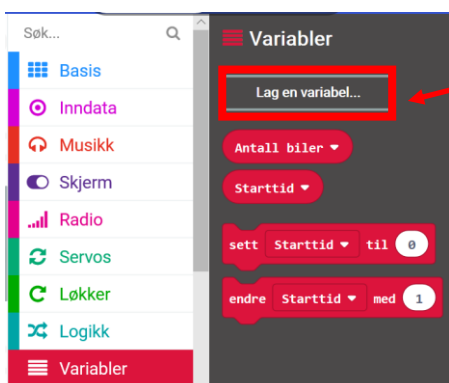 Søk...
Basis
Inndata
Musikk
Skjerm
Radio
Servos
Løkker
Logikk
Variabler
Variabler
Lag en variabel...
Antall biler
Starttid
sett Starttid til 0
endre Starttid med 1